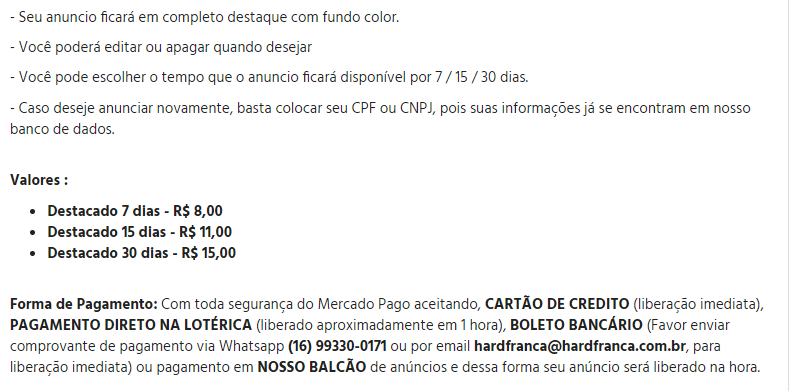 - Seu anuncio ficará em completo destaque com fundo color.
- Você poderá editar ou apagar quando desejar
- Você pode escolher o tempo que o anuncio ficará disponível por 7 / 15 / 30 dias.
- Caso deseje anunciar novamente, basta colocar seu CPF ou CNPJ, pois suas informações já se encontram em nosso
banco de dados.
Valores :
• Destacado 7 dias - R$ 8,00
• Destacado 15 dias - R$ 11,00
• Destacado 30 dias - R$ 15,00
Forma de Pagamento: Com toda segurança do Mercado Pago aceitando, CARTÃO DE CREDITO (liberação imediata),
PAGAMENTO DIRETO NA LOTÉRICA (liberado aproximadamente em 1 hora), BOLETO BANCÁRIO (Favor enviar
comprovante de pagamento via Whatsapp (16) 99330-0171 ou por email hardfranca@hardfranca.com.br, para
liberação imediata) ou pagamento em NOSSO BALCÃO de anúncios e dessa forma seu anúncio será liberado na hora.